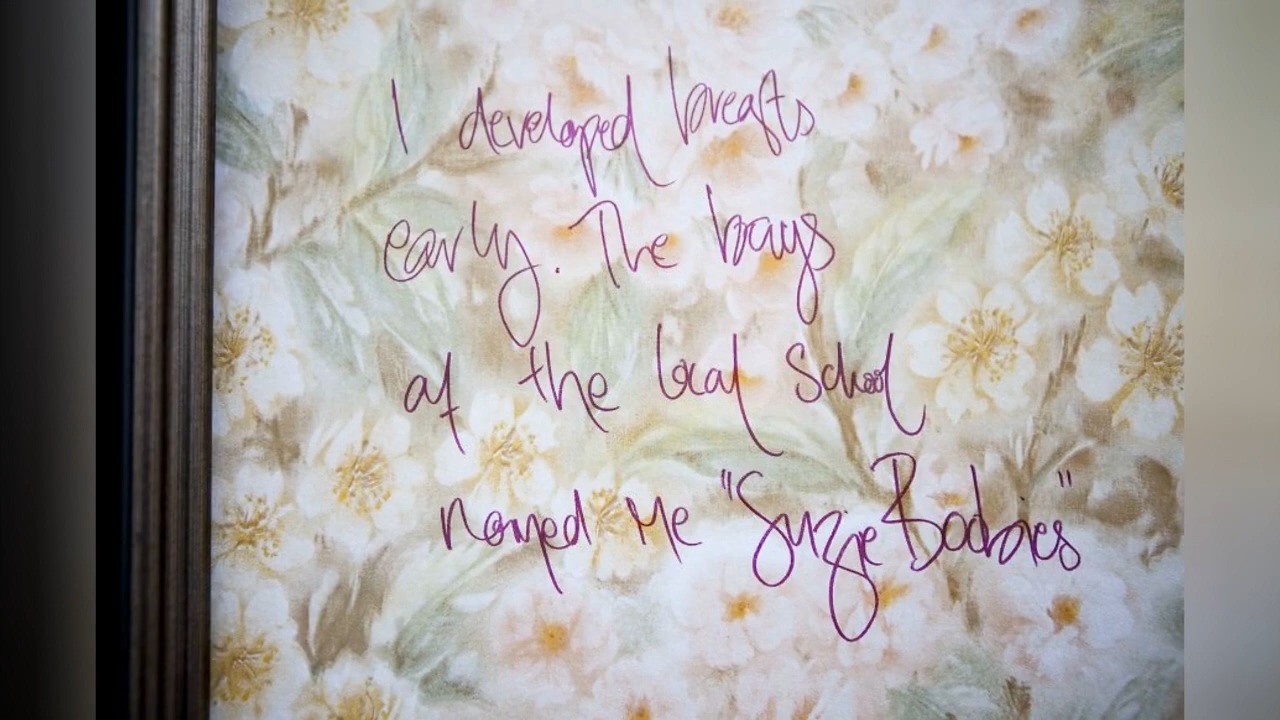 I developed breasts
early. The boys
at the local school
named me "Suzie Boobies"